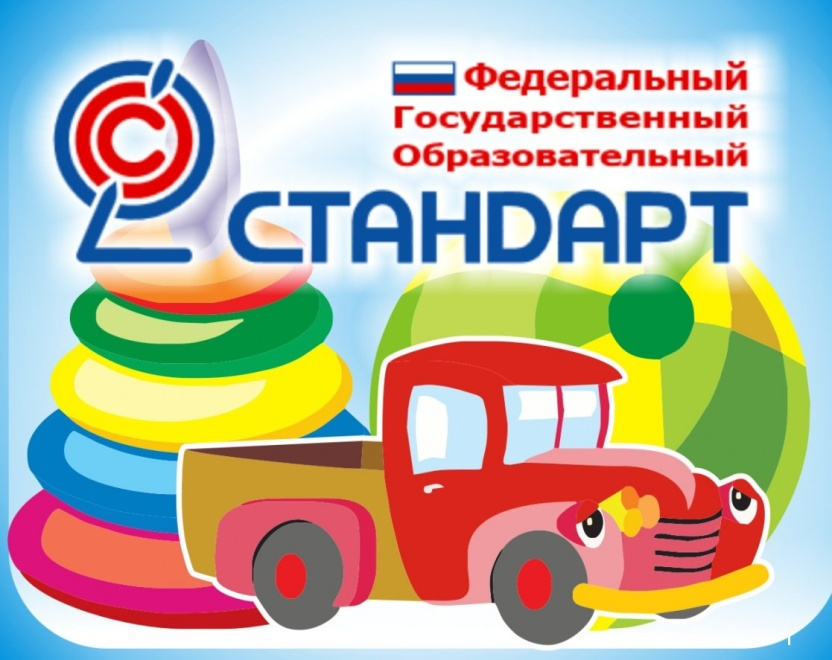 Федеральный
Государственный
Образовательный
СТАНДАРТ